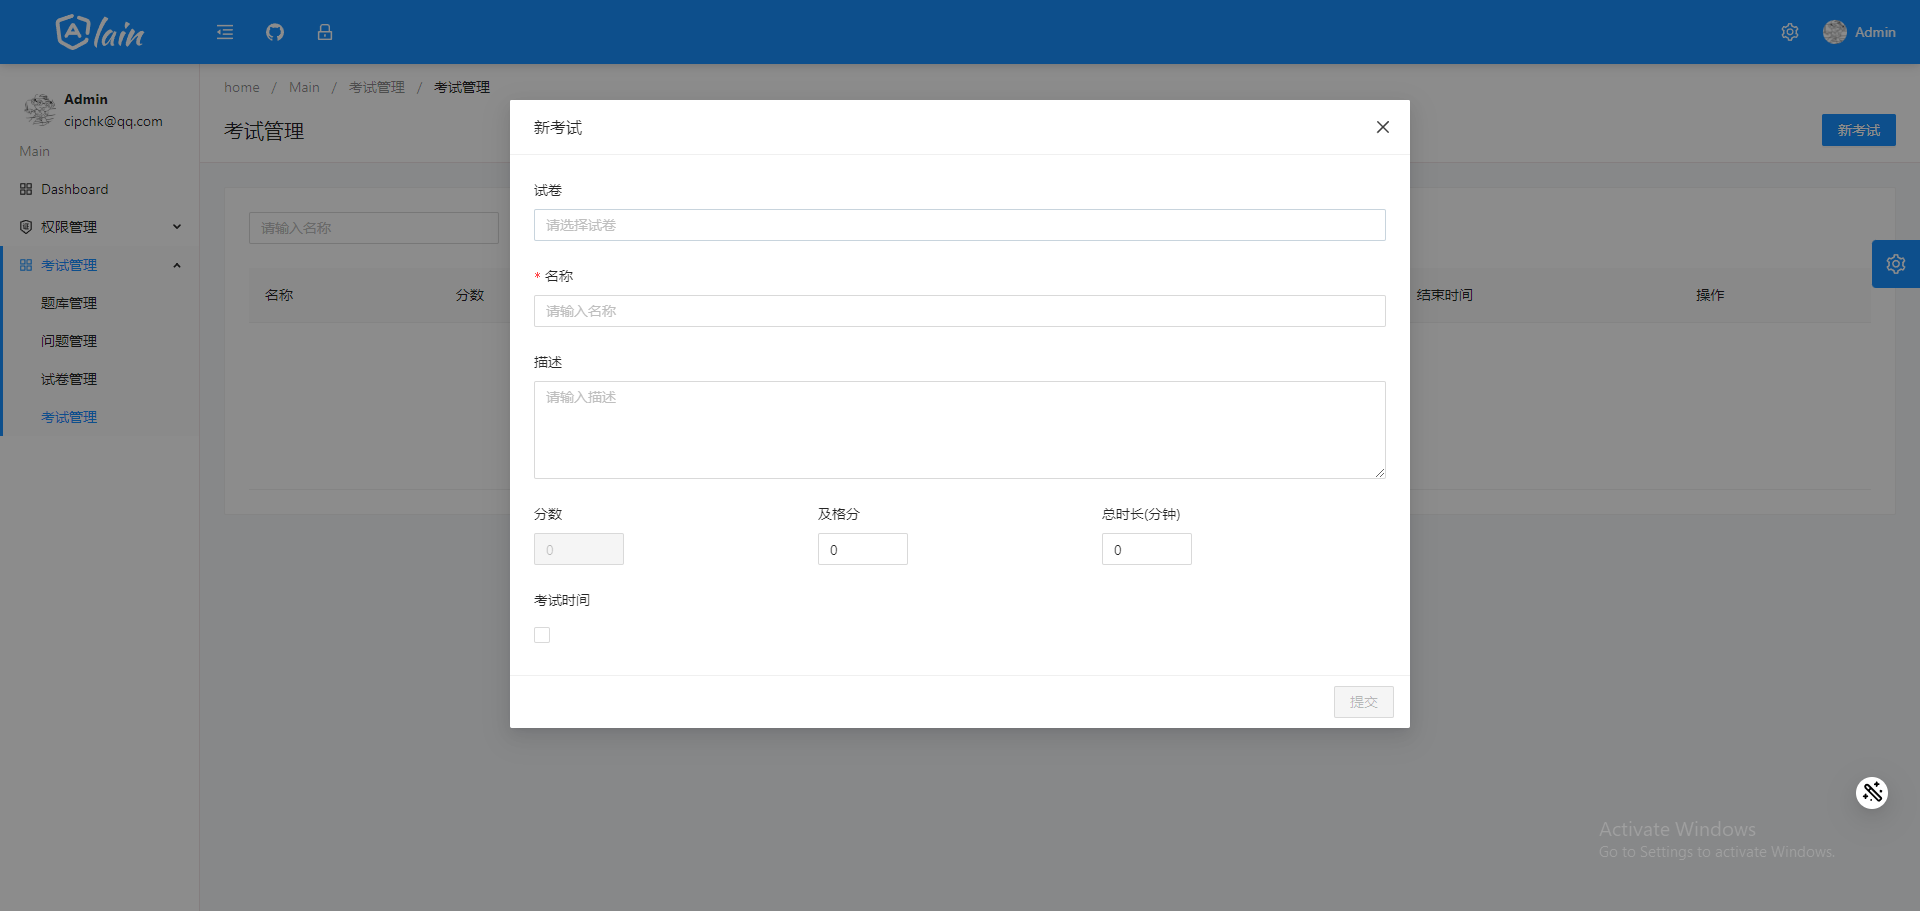 Alain
Admin
Admin
cipchk@qq.com
Main
Dashboard
权限管理
考试管理
题库管理
问题管理
试卷管理
考试管理
home / Main / 考试管理 / 考试管理
考试管理
新考试
请输入名称
名称
分数
结束时间
操作
新考试
试卷
请选择试卷
* 名称
请输入名称
描述
请输入描述
分数
及格分
总时长(分钟)
0
0
0
考试时间
提交
Activate Windows
Go to Settings to activate Windows.